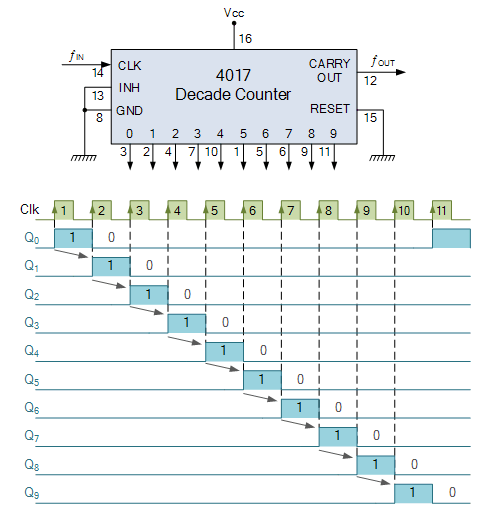 Vcc
16
fIN
CLK
CARRY OUT
fOUT
14
4017
12
INH
Decade Counter
13
GND
RESET
8
15
0 1 2 3 4 5 6 7 8 9
3 2 4 7 10 1 5 6 9 11
Clk 1 2 3 4 5 6 7 8 9 10 11
Q0 1 0
Q1 1 0
Q2 1 0
Q3 1 0
Q4 1 0
Q5 1 0
Q6 1 0
Q7 1 0
Q8 1 0
Q9 1 0